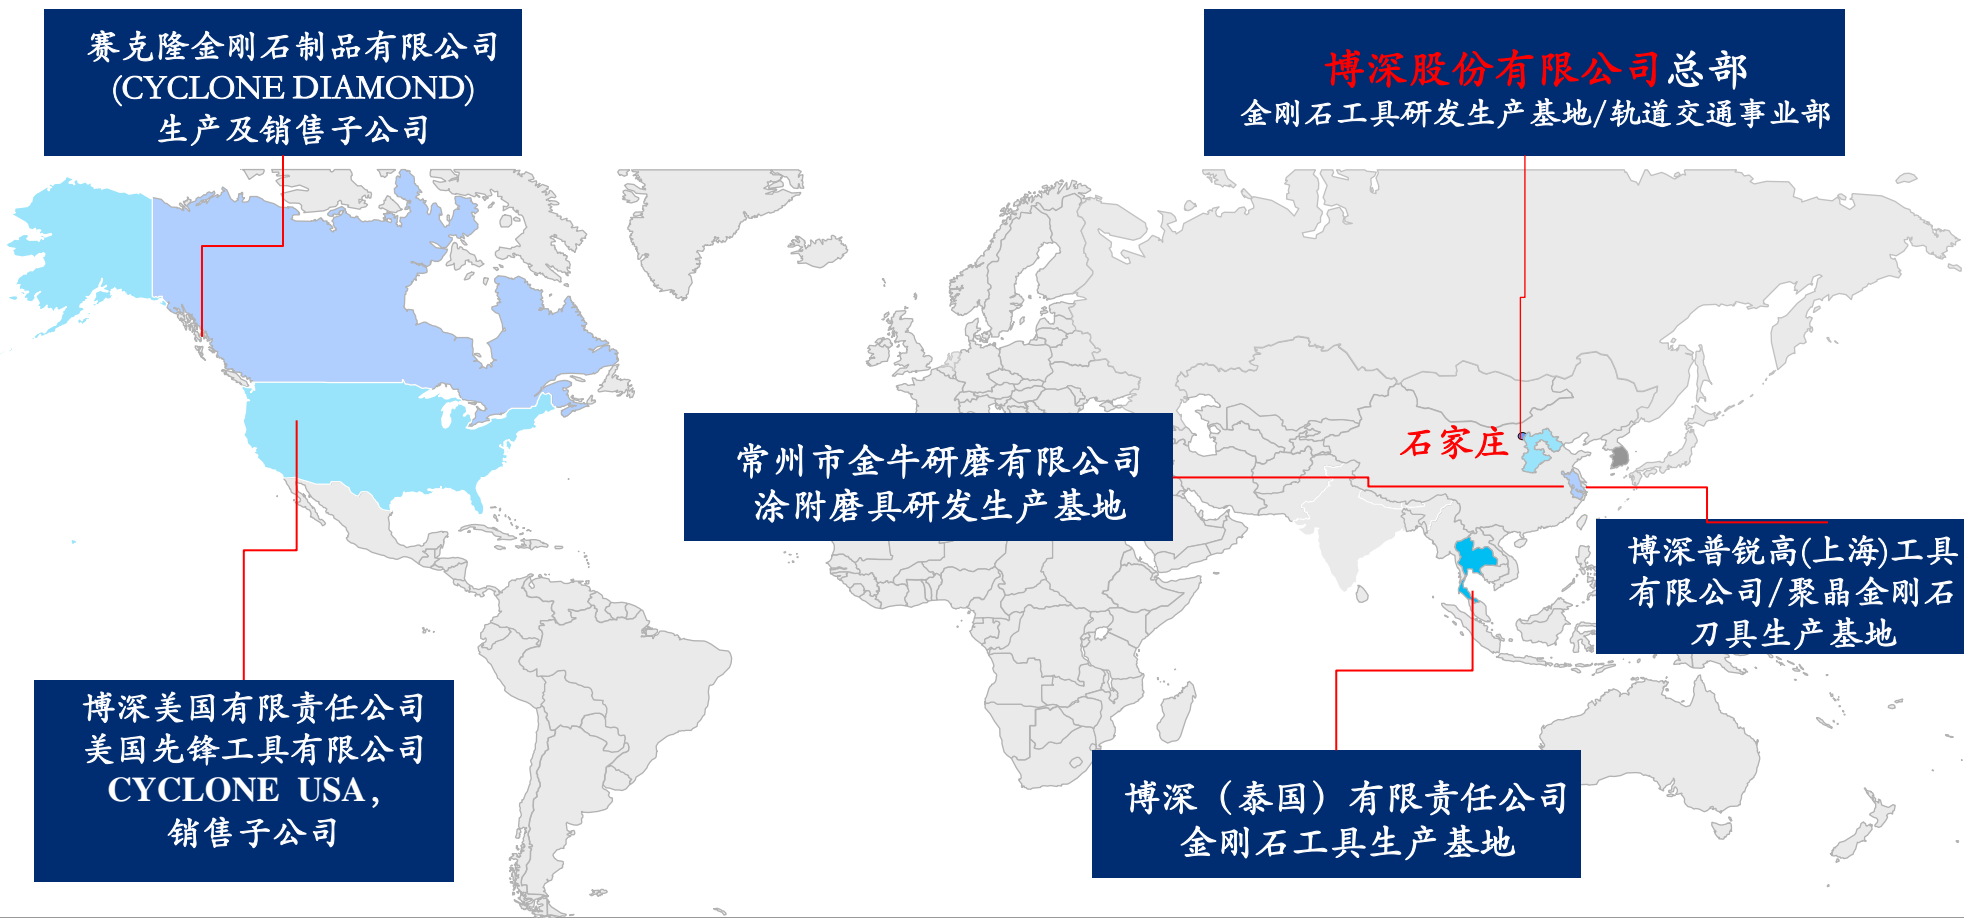 赛克隆金刚石制品有限公司
(CYCLONE DIAMOND)
生产及销售子公司
博深股份有限公司总部
金刚石工具研发生产基地/轨道交通事业部
石家庄
常州市金牛研磨有限公司
涂附磨具研发生产基地
博深普锐高(上海)工具
有限公司/聚晶金刚石
刀具生产基地
博深美国有限责任公司
美国先锋工具有限公司
CYCLONE USA,
销售子公司
博深（泰国）有限责任公司
金刚石工具生产基地